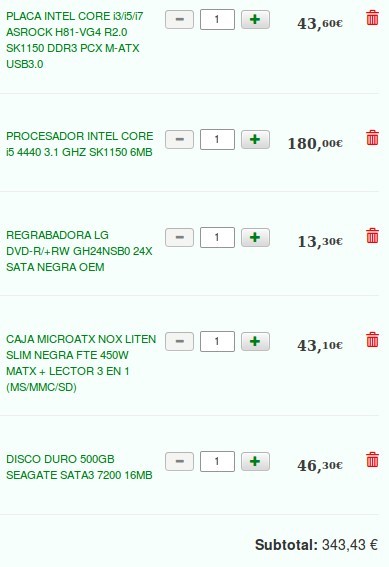 PLACA INTEL CORE i3/i5/i7
ASROCK H81-VG4 R2.0
SK1150 DDR3 PCX M-ATX
USB3.0
1
43,60€
PROCESADOR INTEL CORE
i5 4440 3.1 GHZ SK1150 6MB
1
180,00€
REGRABADORA LG
DVD-R/+RW GH24NSB0 24X
SATA NEGRA OEM
1
13,30€
CAJA MICROATX NOX LITEN
SLIM NEGRA FTE 450W
MATX + LECTOR 3 EN 1
(MS/MMC/SD)
1
43,10€
DISCO DURO 500GB
SEAGATE SATA3 7200 16MB
1
46,30€
Subtotal: 343,43 €